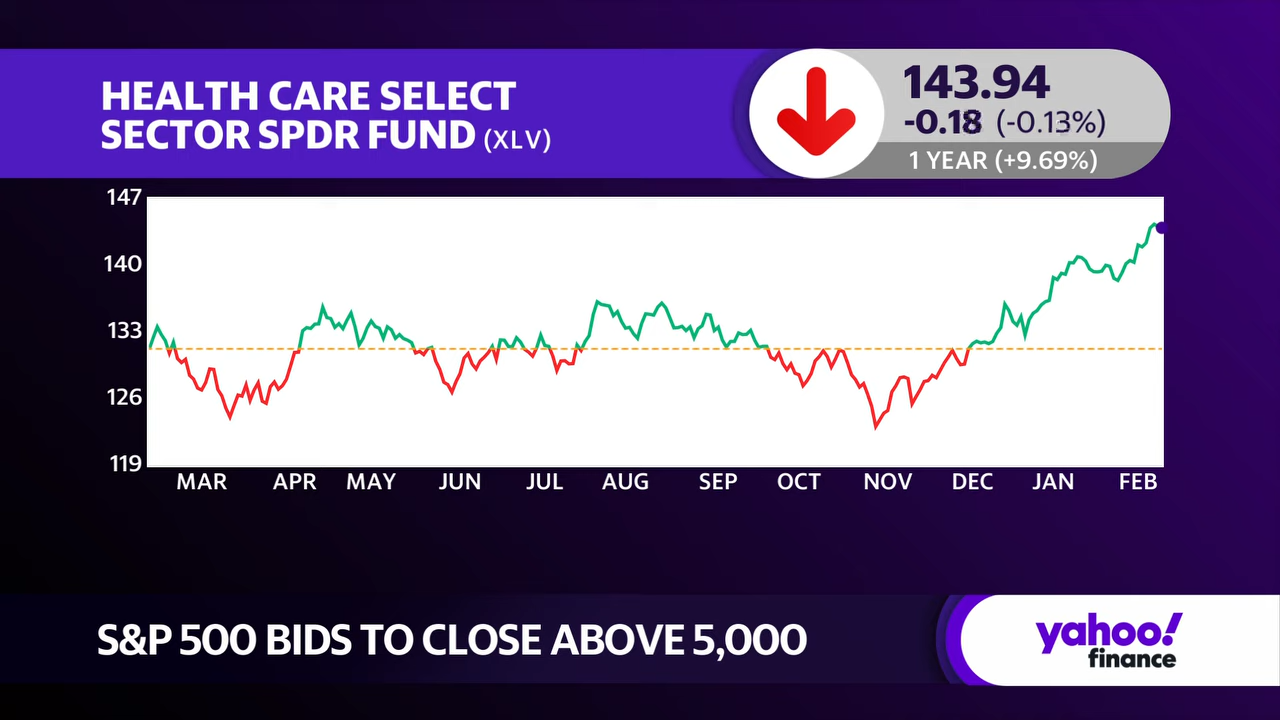 HEALTH CARE SELECT
SECTOR SPDR FUND (XLV)
143.94
-0.18 (-0.13%)
1 YEAR (+9.69%)
147
140
133
126
119
MAR APR MAY JUN JUL AUG SEP OCT NOV DEC JAN FEB
S&P 500 BIDS TO CLOSE ABOVE 5,000
yahoo!
finance